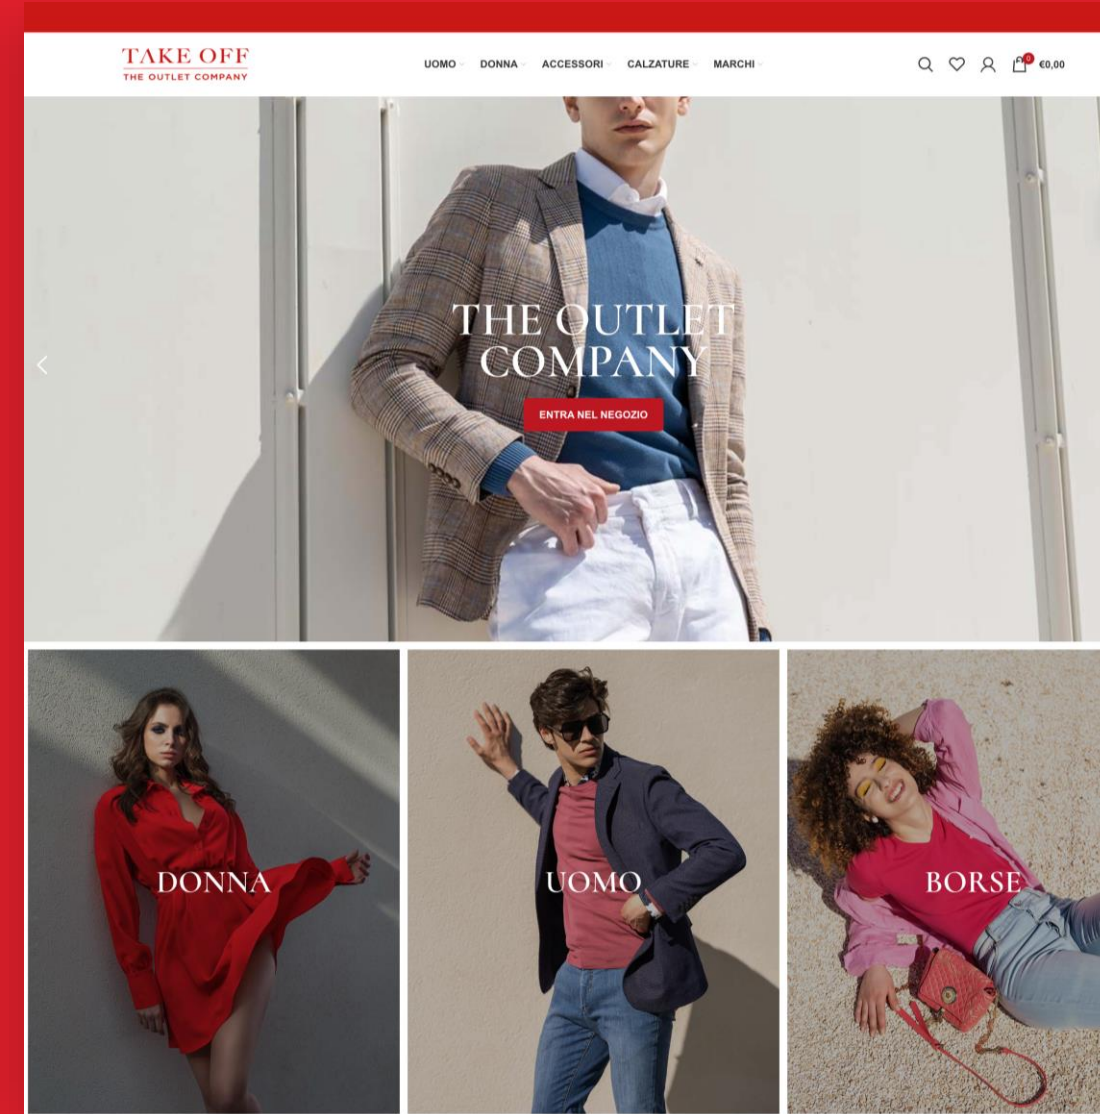 TAKE OFF
THE OUTLET COMPANY
UOMO
DONNA
ACCESSORI
CALZATURE
MARCHI
0
€0,00
THE OUTLET
COMPANY
ENTRA NEL NEGOZIO
DONNA
UOMO
BORSE